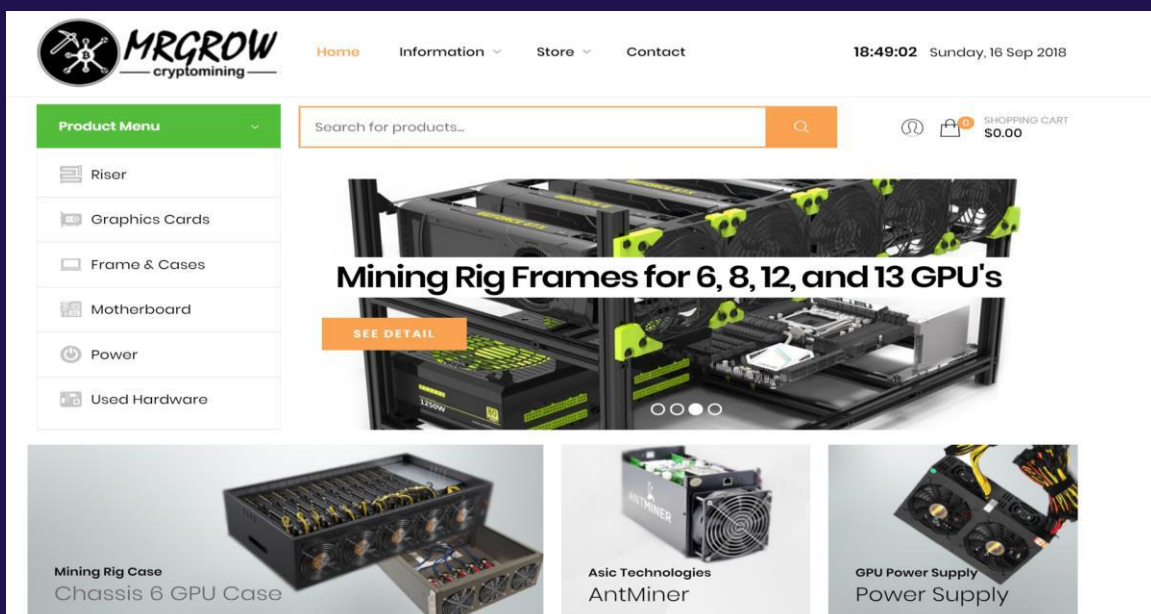 MRGROW
cryptomining
Home Information Store Contact
18:49:02 Sunday, 16 Sep 2018
Product Menu
Search for products...
0
SHOPPING CART
$0.00
Riser
Graphics Cards
Frame & Cases
Motherboard
Power
Used Hardware
GEFORCE GTX
Mining Rig Frames for 6, 8, 12, and 13 GPU's
SEE DETAIL
1250W
80
Mining Rig Case
Chassis 6 GPU Case
ANTMINER
Asic Technologies
AntMiner
GPU Power Supply
Power Supply